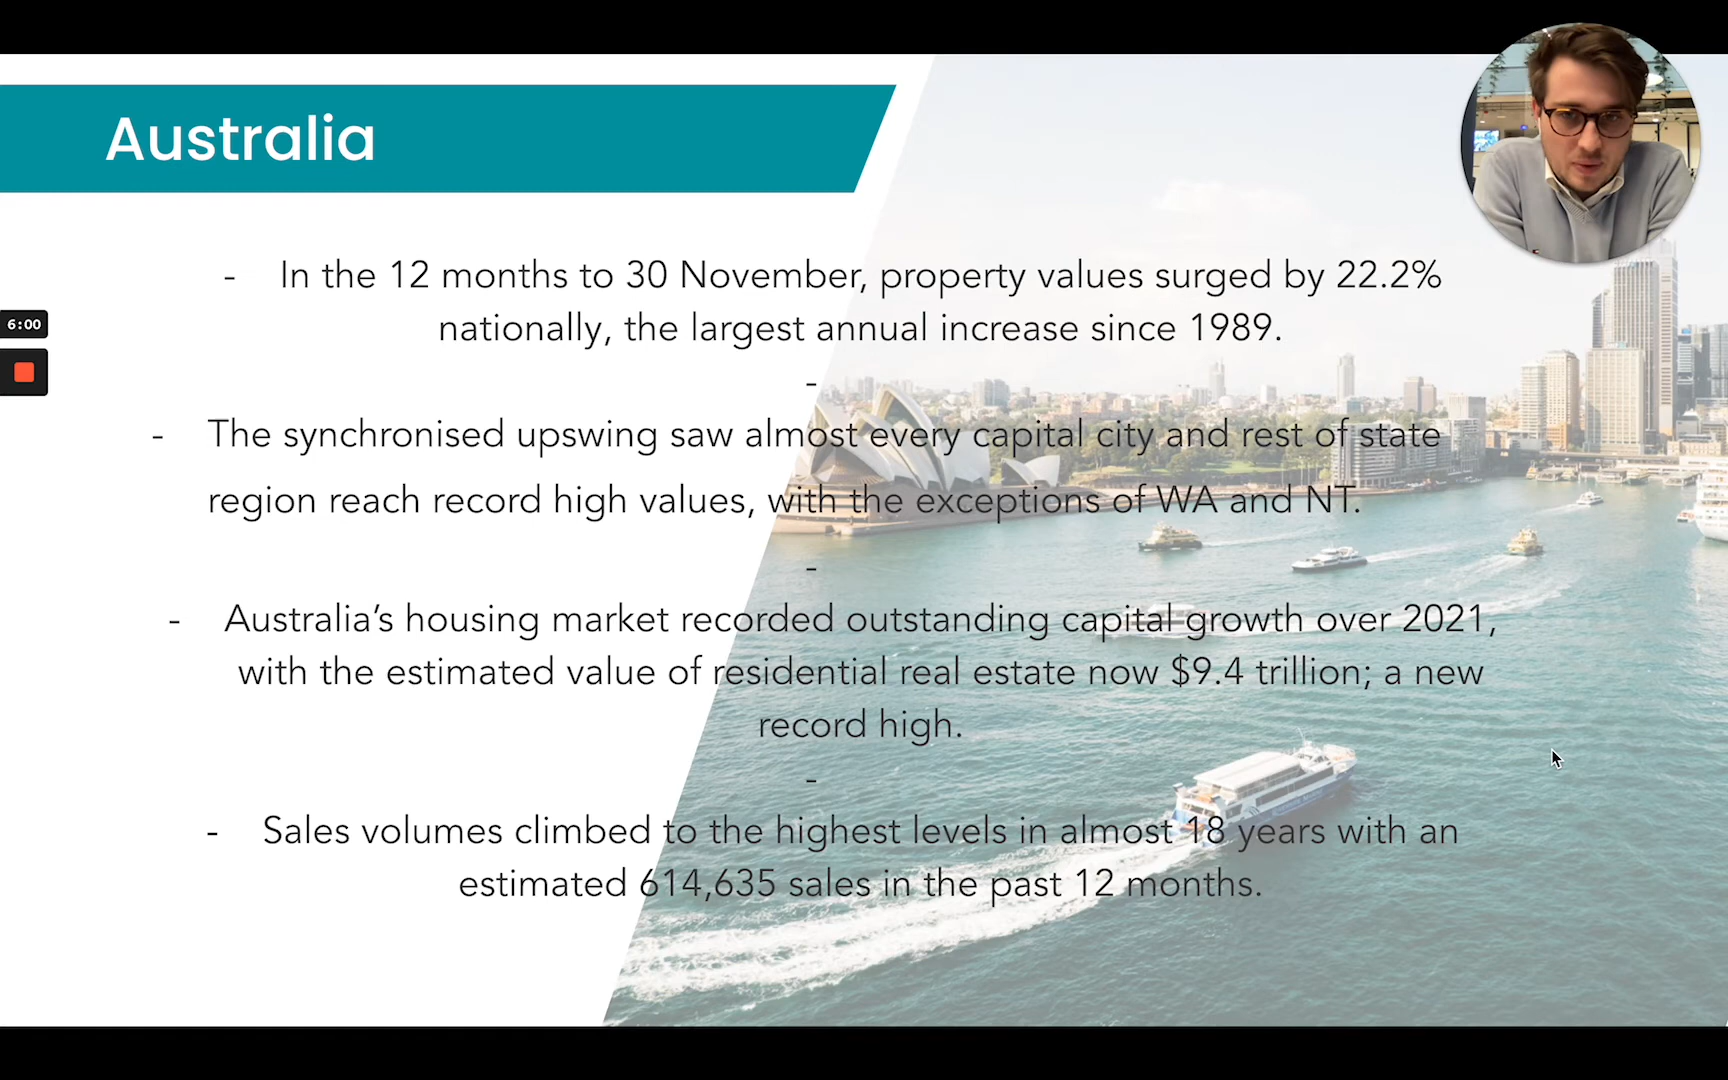 Australia
- In the 12 months to 30 November, property values surged by 22.2%
nationally, the largest annual increase since 1989.
-
6:00
- The synchronised upswing saw almost every capital city and rest of state
region reach record high values, with the exceptions of WA and NT.
-
- Australia’s housing market recorded outstanding capital growth over 2021,
with the estimated value of residential real estate now $9.4 trillion; a new
record high.
-
- Sales volumes climbed to the highest levels in almost 18 years with an
estimated 614,635 sales in the past 12 months.